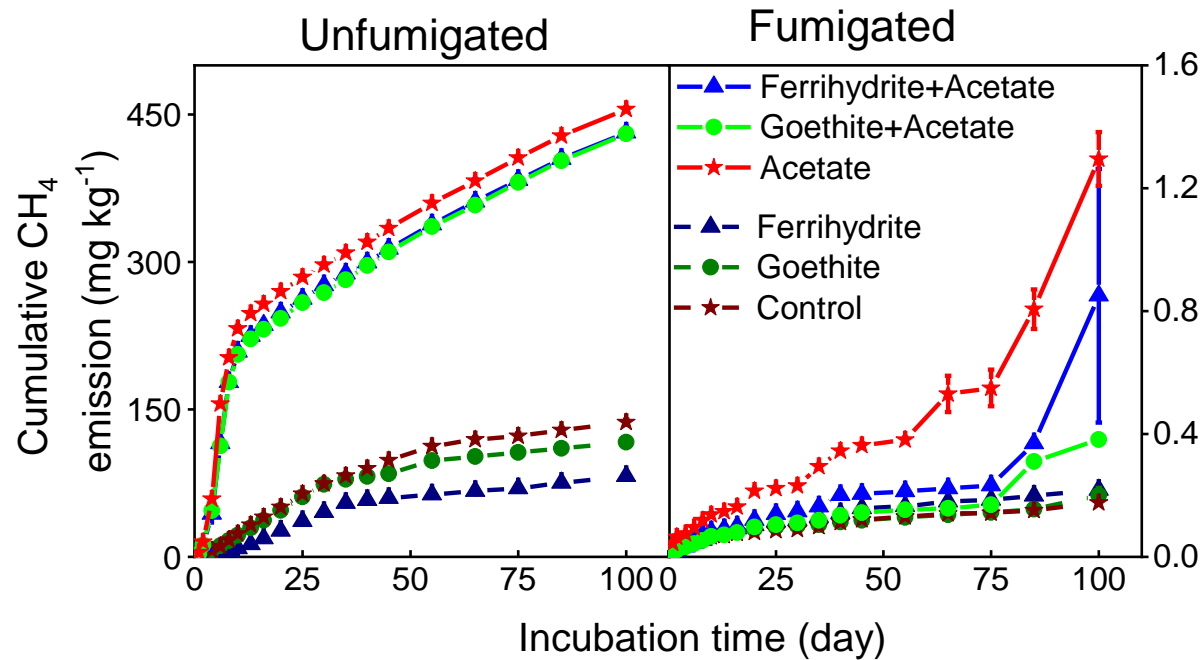 Unfumigated
Fumigated
Cumulative CH4
emission (mg kg-1)
450
300
150
0
0 25 50 75 100
Ferrihydrite+Acetate
Goethite+Acetate
Acetate
Ferrihydrite
Goethite
Control
1.6
1.2
0.8
0.4
0.0
0 25 50 75 100
Incubation time (day)